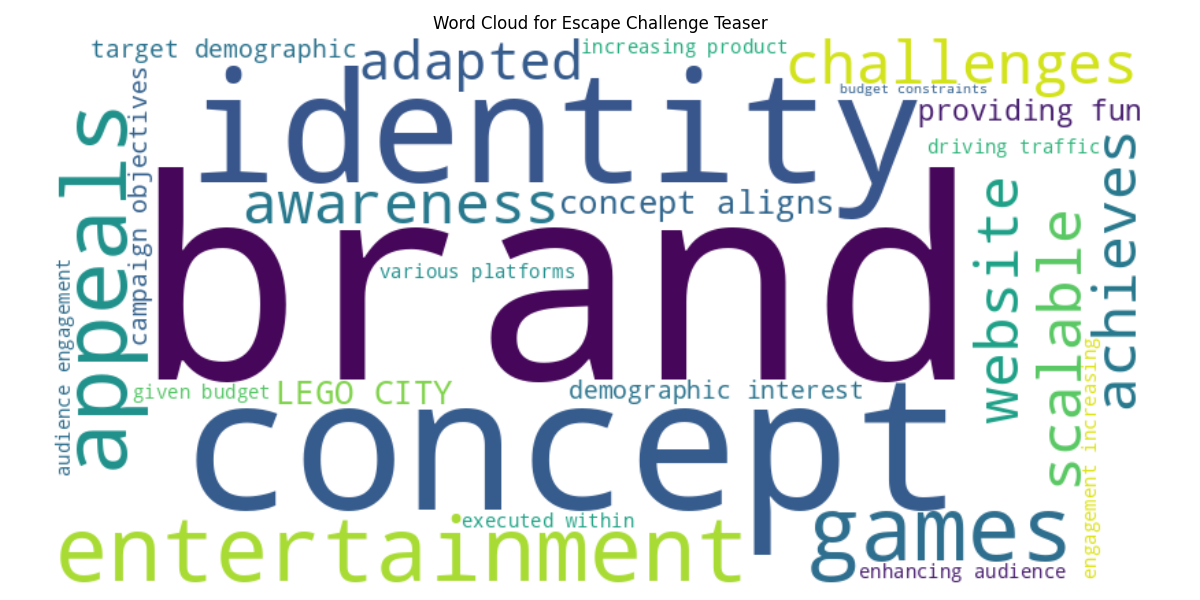 Word Cloud for Escape Challenge Teaser
target demographic
adapted
increasing product
challenges
identity
budget constraints
providing fun
driving traffic
appeals
campaign objectives
awareness
concept aligns
achieves
brand
various platforms
website
scalable
audience engagement
given budget
LEGO CITY
demographic interest
concept
engagement increasing
executed within
entertainment
games
enhancing audience